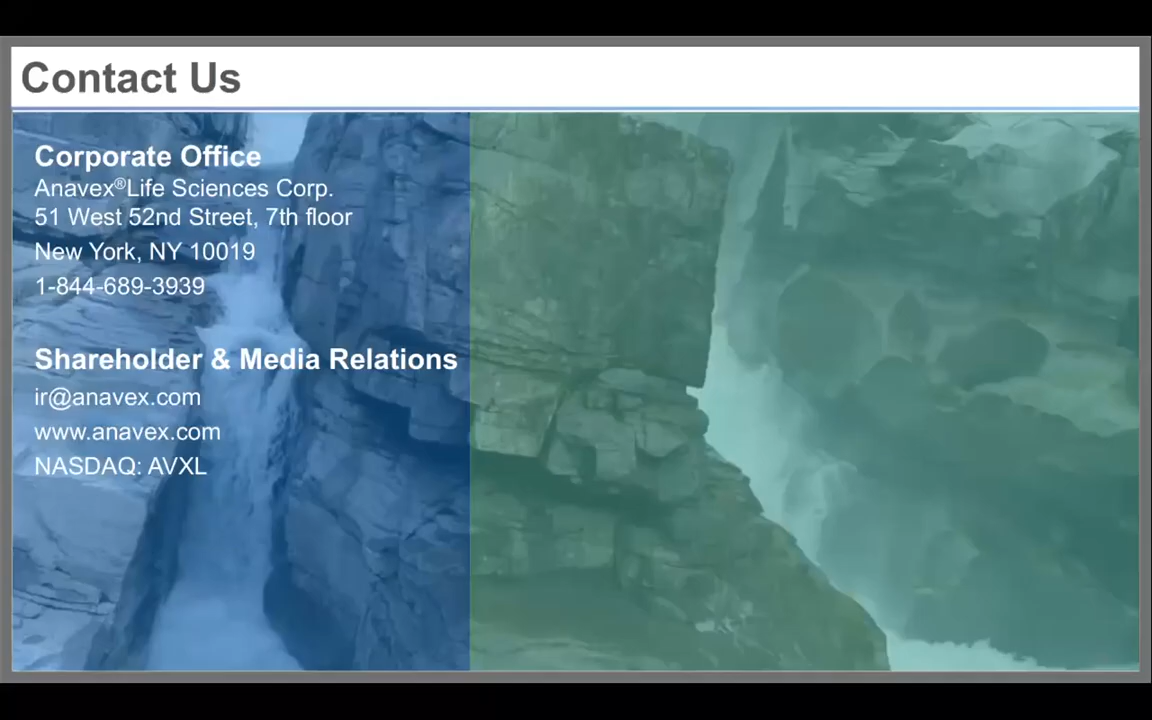 Contact Us
Corporate Office
Anavex®Life Sciences Corp.
51 West 52nd Street, 7th floor
New York, NY 10019
1-844-689-3939
Shareholder & Media Relations
ir@anavex.com
www.anavex.com
NASDAQ: AVXL